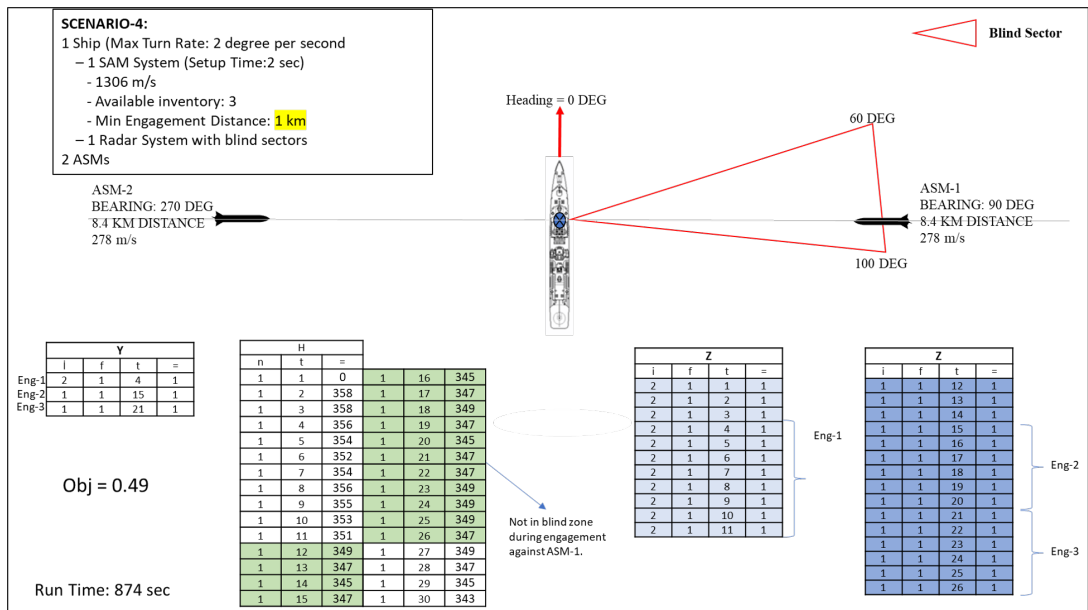 SCENARIO-4:
1 Ship (Max Turn Rate: 2 degree per second
– 1 SAM System (Setup Time:2 sec)
- 1306 m/s
- Available inventory: 3
- Min Engagement Distance: 1 km
– 1 Radar System with blind sectors
2 ASMs
Blind Sector
Heading = 0 DEG
60 DEG
ASM-2
BEARING: 270 DEG
8.4 KM DISTANCE
278 m/s
ASM-1
BEARING: 90 DEG
8.4 KM DISTANCE
278 m/s
100 DEG
Y
i f t =
Eng-1 2 1 4 1
Eng-2 1 1 15 1
Eng-3 1 1 21 1
Obj = 0.49
Run Time: 874 sec
H
n t =
1 1 0 1 16 345
1 2 358 1 17 347
1 3 358 1 18 349
1 4 356 1 19 347
1 5 354 1 20 345
1 6 352 1 21 347
1 7 354 1 22 347
1 8 356 1 23 349
1 9 355 1 24 349
1 10 353 1 25 349
1 11 351 1 26 347
1 12 349 1 27 349
1 13 347 1 28 347
1 14 345 1 29 345
1 15 347 1 30 343
Not in blind zone
during engagement
against ASM-1.
Z
i f t =
2 1 1 1
2 1 2 1
2 1 3 1
2 1 4 1
2 1 5 1
2 1 6 1
2 1 7 1
2 1 8 1
2 1 9 1
2 1 10 1
2 1 11 1
Eng-1
Z
i f t =
1 1 12 1
1 1 13 1
1 1 14 1
1 1 15 1
1 1 16 1
1 1 17 1
1 1 18 1
1 1 19 1
1 1 20 1
1 1 21 1
1 1 22 1
1 1 23 1
1 1 24 1
1 1 25 1
1 1 26 1
Eng-2
Eng-3